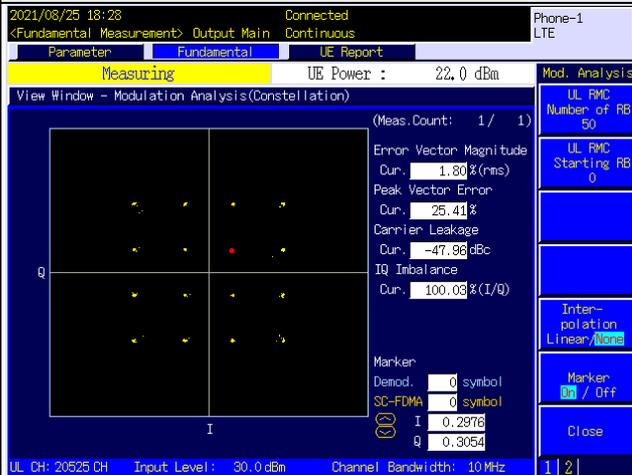 2021/08/25 18:28 Connected
<Fundamental Measurement> Output Main Continuous
Phone-1
LTE
Parameter Fundamental UE Report
Measuring UE Power : 22.0 dBm
Mod. Analysis
View Window - Modulation Analysis(Constellation)
UL RMC
Number of RB
50
(Meas.Count: 1/ 1)
Error Vector Magnitude
Cur. 1.80 %(rms)
UL RMC
Starting RB
0
Peak Vector Error
Cur. 25.41 %
Carrier Leakage
Cur. -47.96 dBc
IQ Imbalance
Cur. 100.03 %(I/Q)
Q
I
Inter-
polation
Linear/None
Marker
Demod. 0 symbol
SC-FDMA 0 symbol
I 0.2976
Q 0.3054
Marker
On / Off
Close
UL CH: 20525 CH Input Level: 30.0 dBm Channel Bandwidth: 10 MHz
1 2